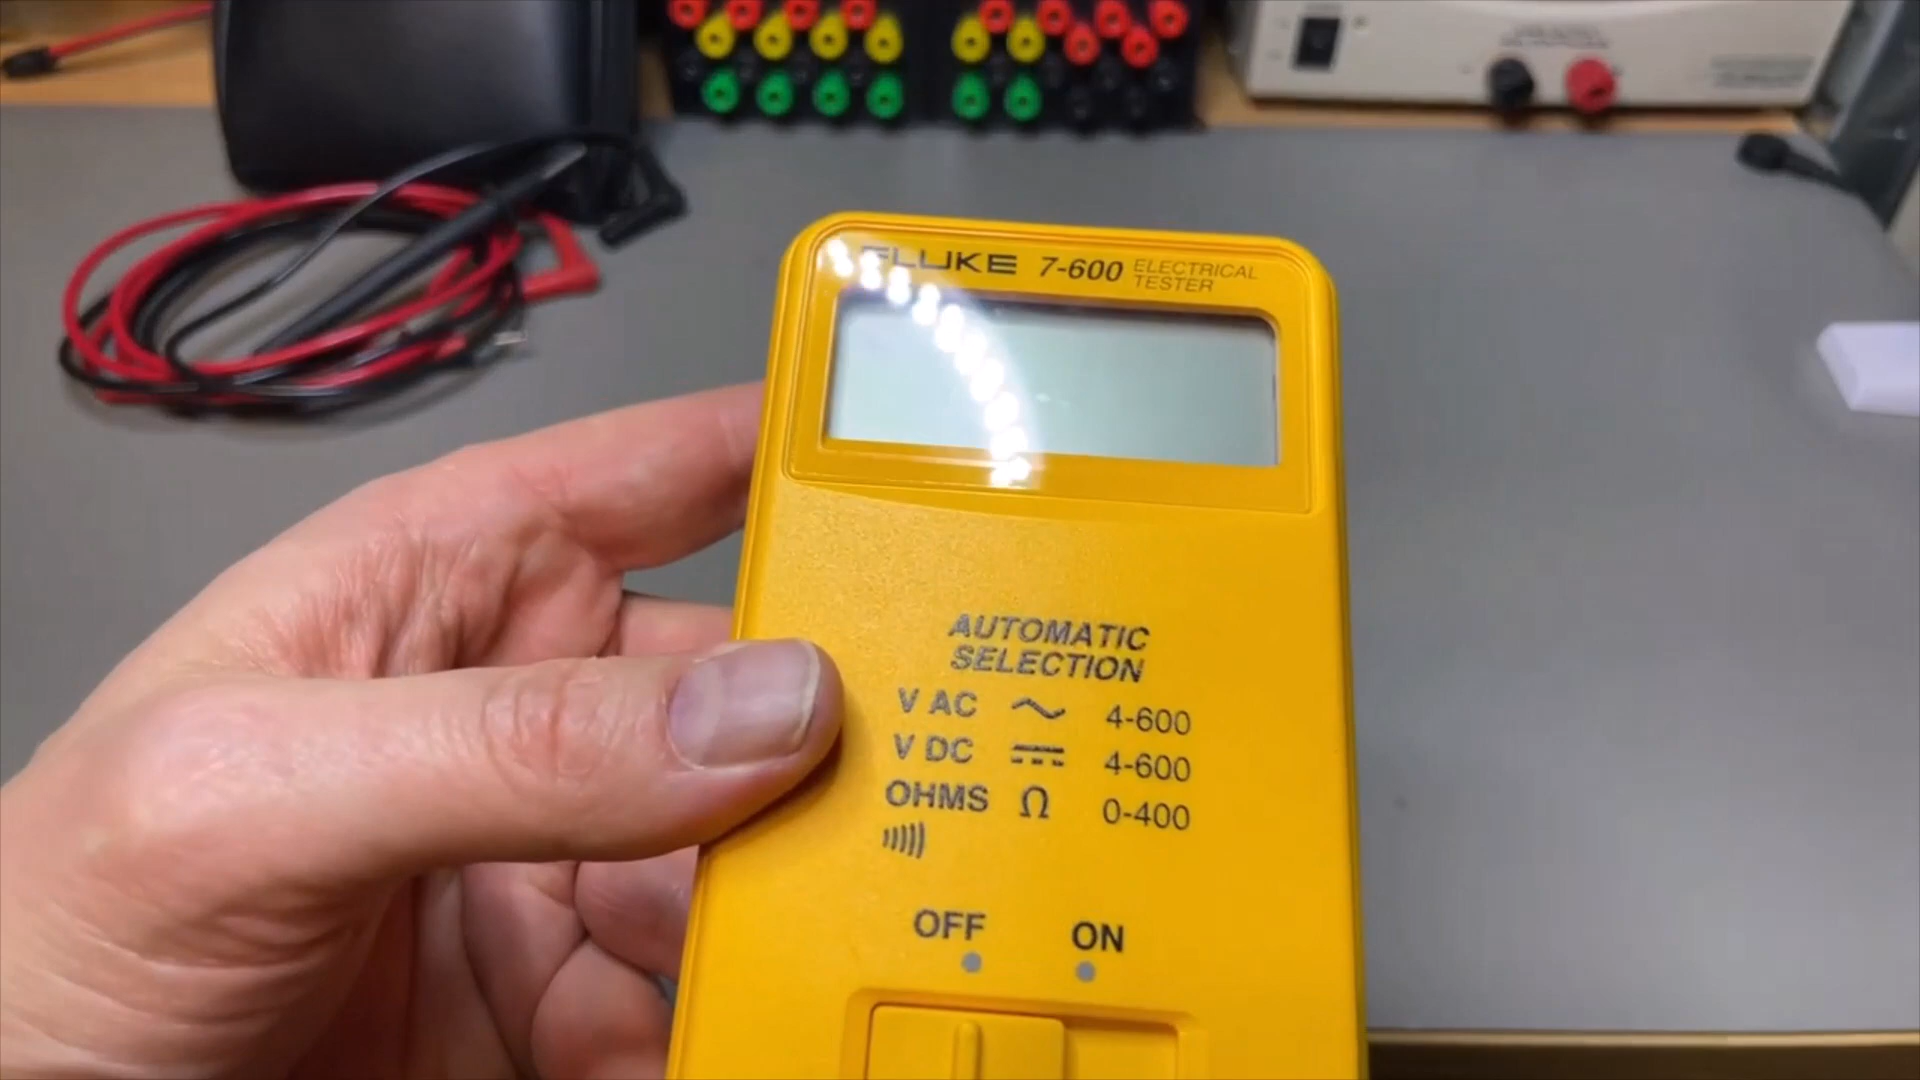 FLUKE 7-600 ELECTRICAL
TESTER
AUTOMATIC
SELECTION
V AC 4-600
V DC 4-600
OHMS Ω 0-400
OFF ON